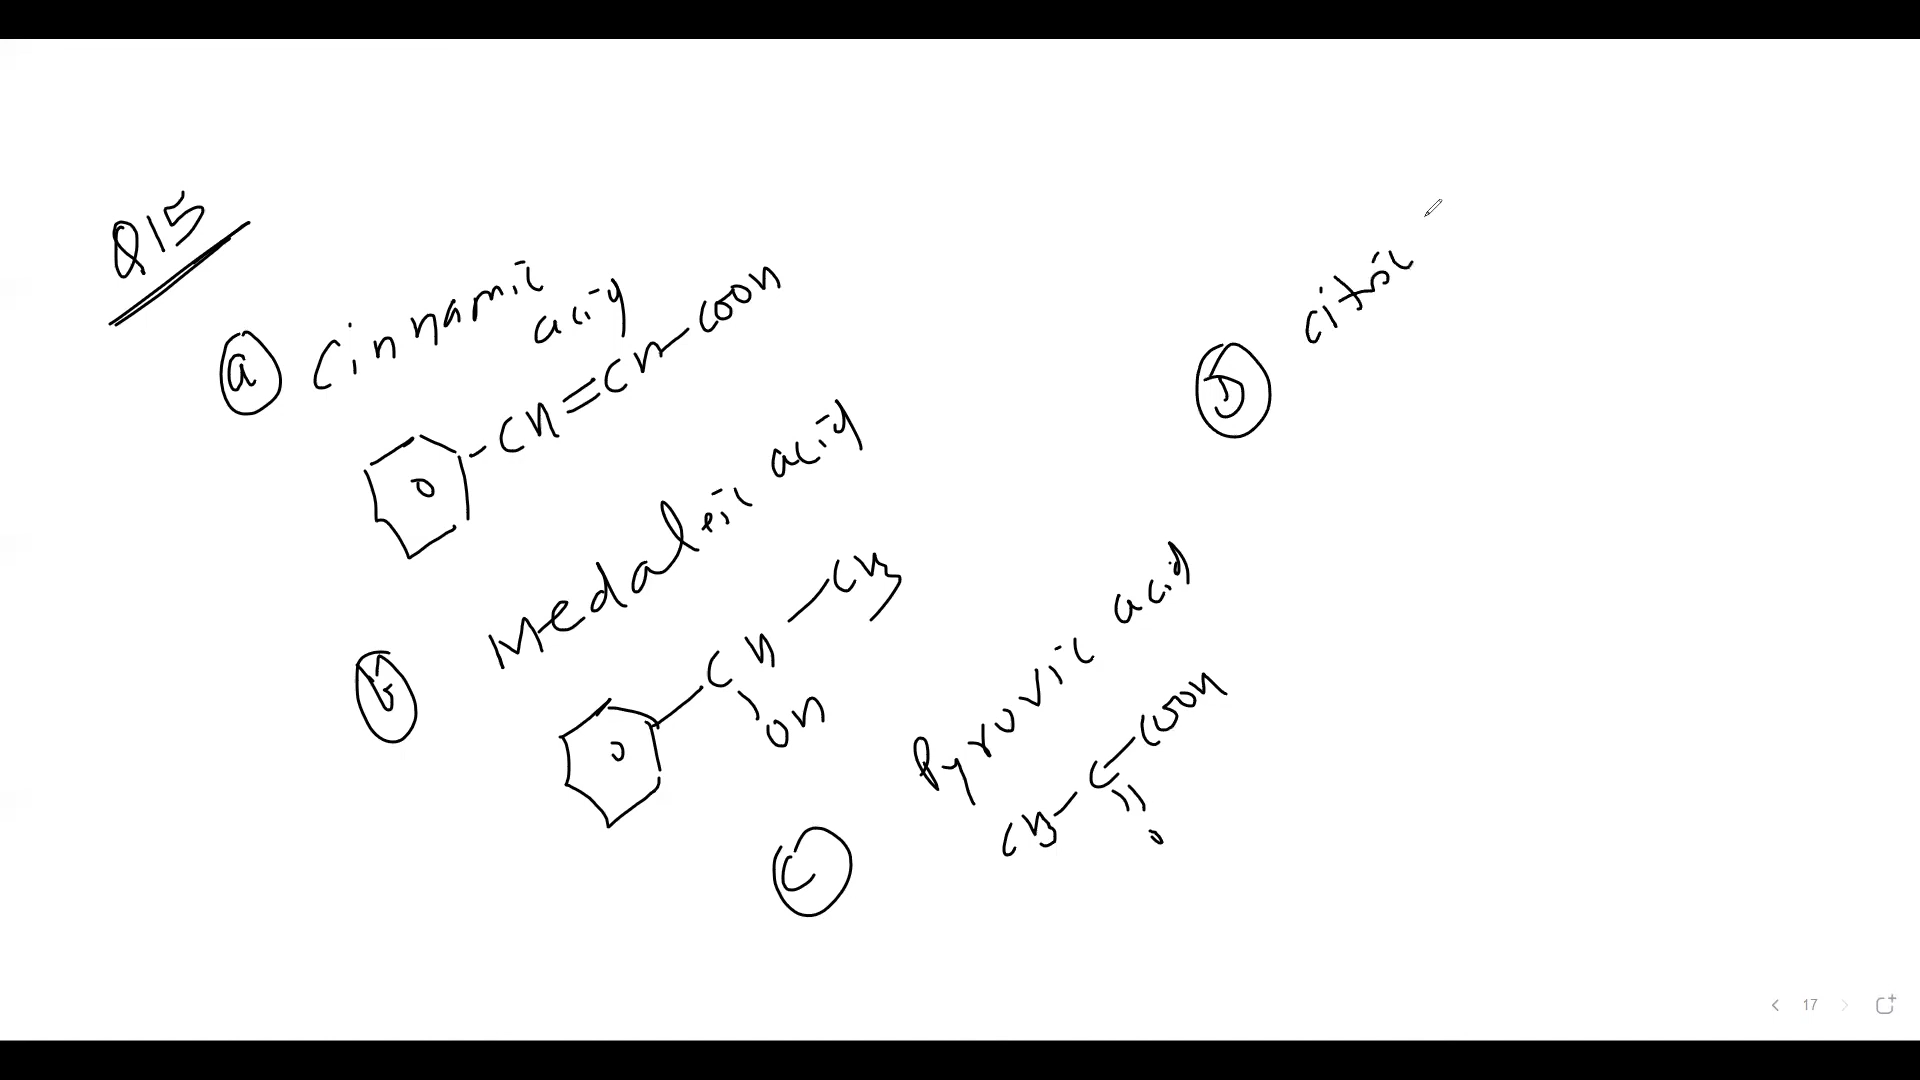 Q15
(a) Cinnamic acid
CH=CH-COOH
(b) Medaleic acid
CH-CH3
OH
(C) Pyruvic acid
CH3-C-COOH
O
(D) citric
17